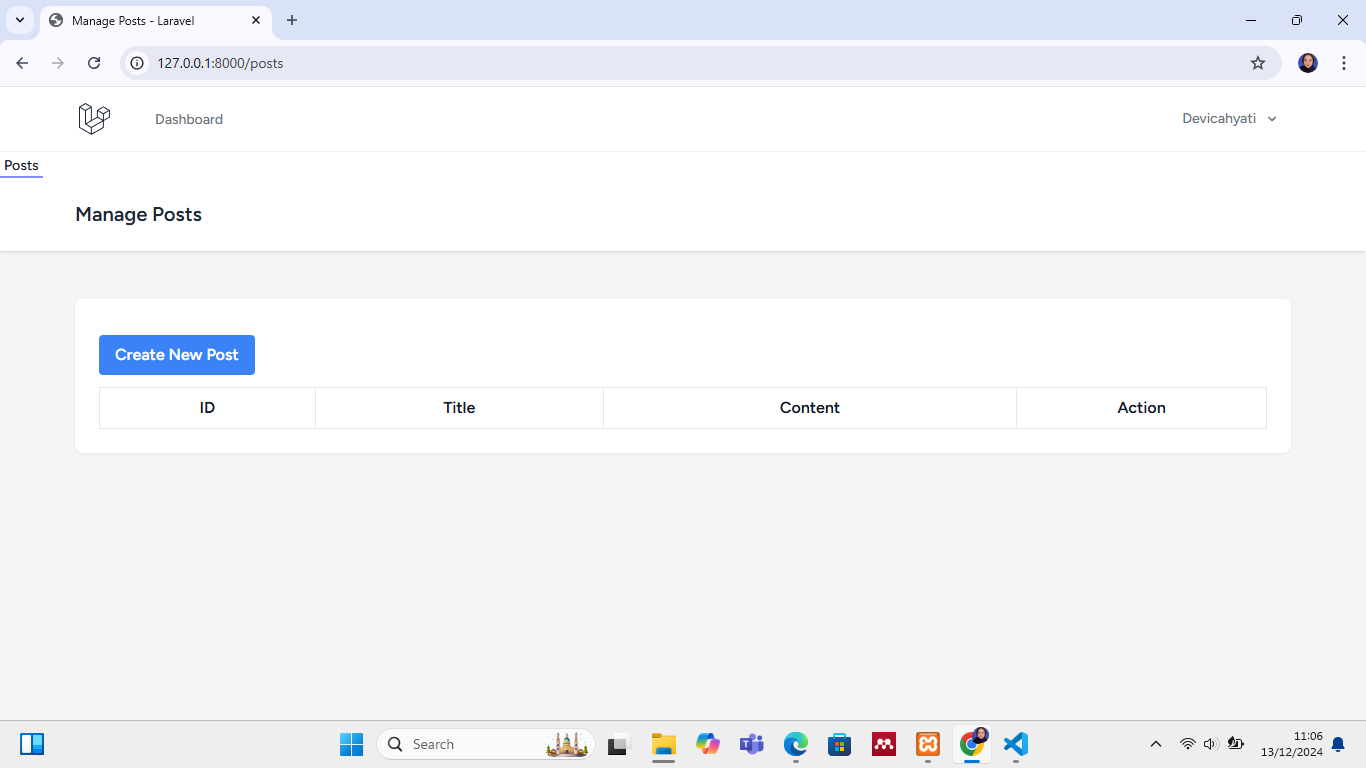 Manage Posts - Laravel
127.0.0.1:8000/posts
Dashboard
Devicahyati
Posts
Manage Posts
Create New Post
ID Title Content Action
Search
11:06
13/12/2024